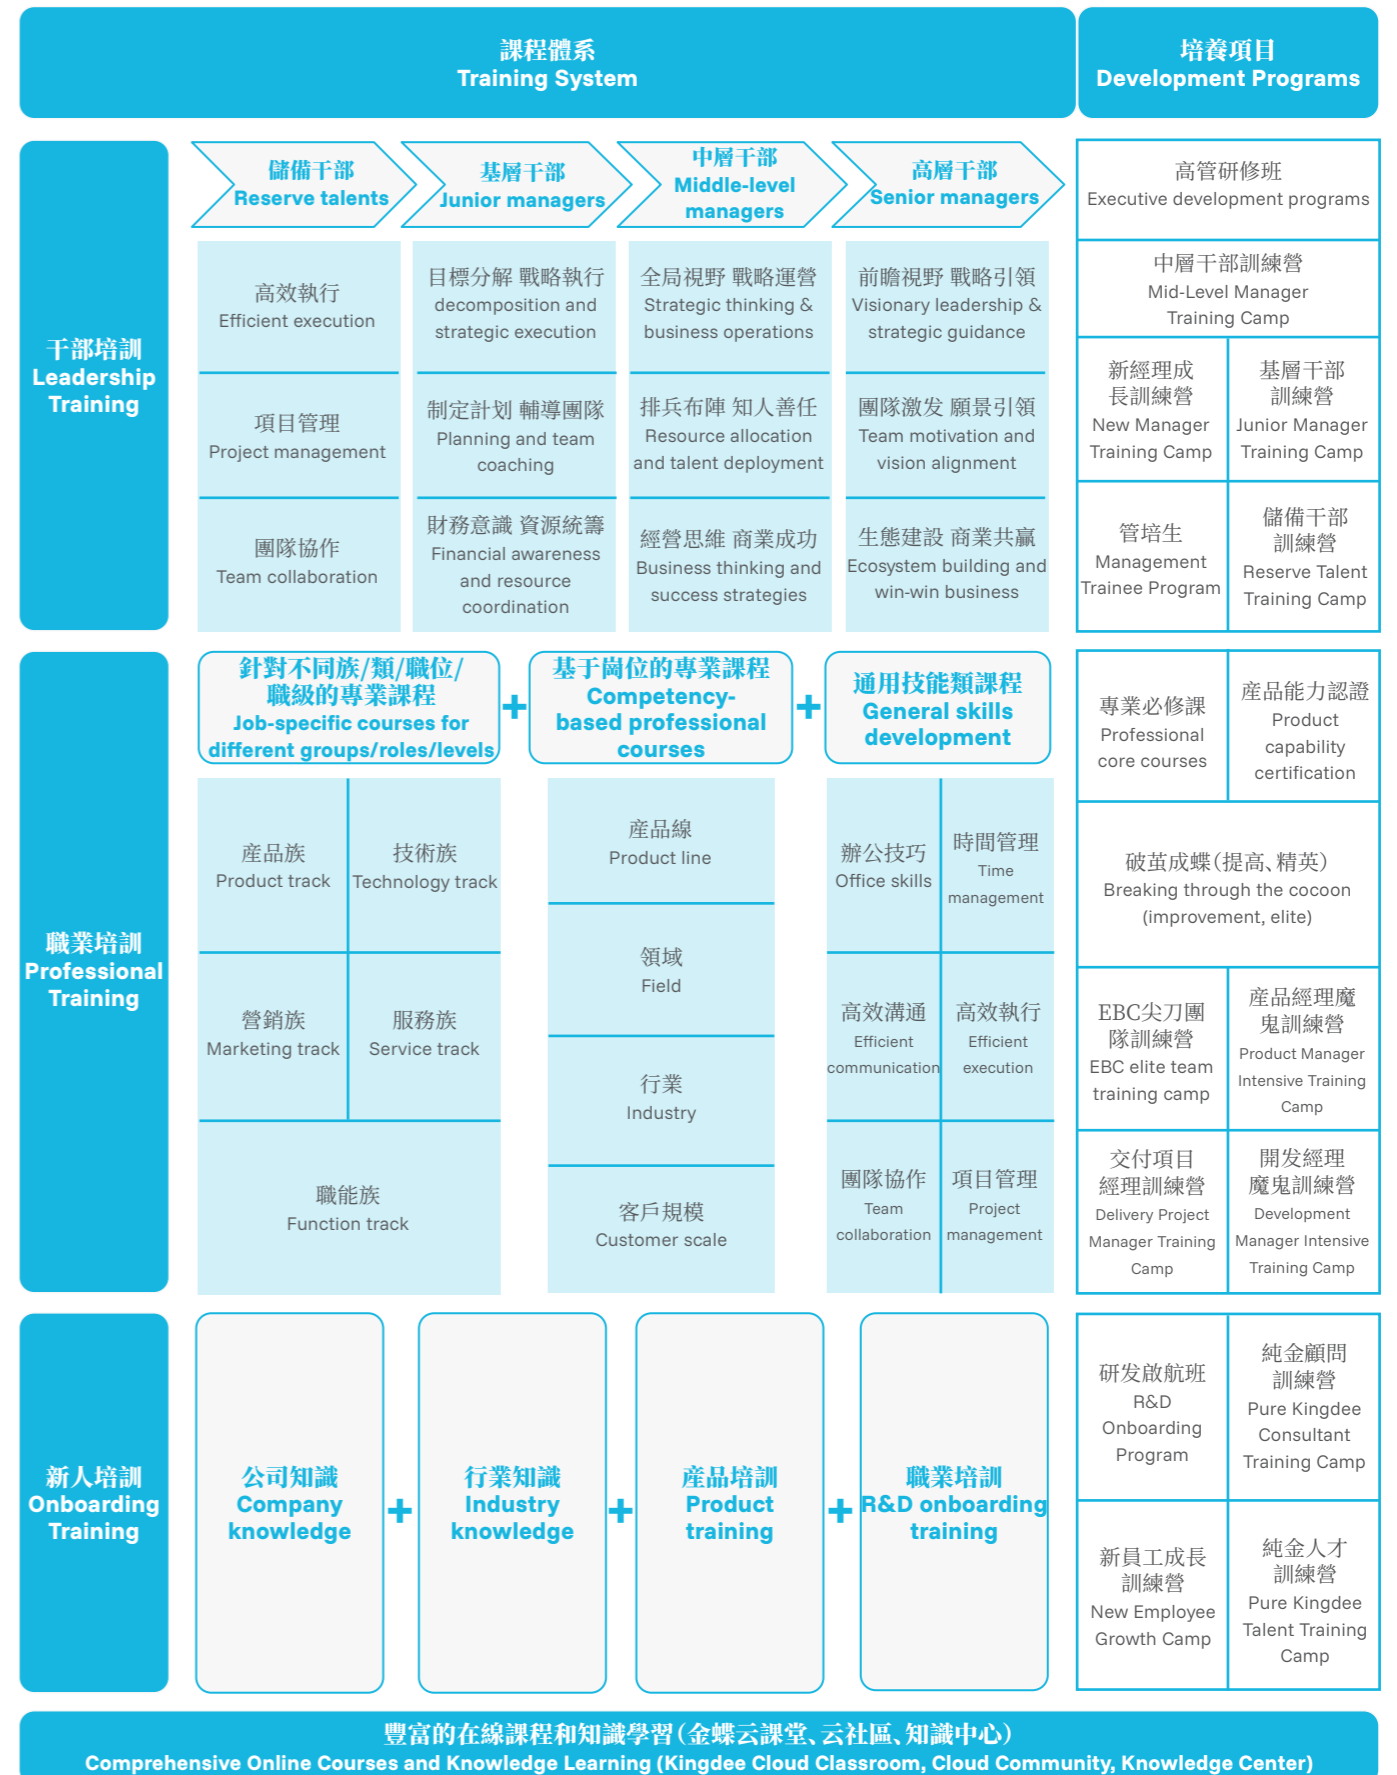 課程體系
Training System
培養項目
Development Programs
干部培訓
Leadership
Training
儲備干部
Reserve talents
基層干部
Junior managers
中層干部
Middle-level
managers
高層干部
Senior managers
高效執行
Efficient execution
目標分解 戰略執行
decomposition and
strategic execution
全局視野 戰略運營
Strategic thinking &
business operations
前瞻視野 戰略引領
Visionary leadership &
strategic guidance
項目管理
Project management
制定計划 輔導團隊
Planning and team
coaching
排兵布陣 知人善任
Resource allocation
and talent deployment
團隊激发 願景引領
Team motivation and
vision alignment
團隊協作
Team collaboration
財務意識 資源統籌
Financial awareness
and resource
coordination
經營思維 商業成功
Business thinking and
success strategies
生態建設 商業共贏
Ecosystem building and
win-win business
高管研修班
Executive development programs
中層干部訓練營
Mid-Level Manager
Training Camp
新經理成
長訓練營
New Manager
Training Camp
基層干部
訓練營
Junior Manager
Training Camp
管培生
Management
Trainee Program
儲備干部
訓練營
Reserve Talent
Training Camp
職業培訓
Professional
Training
針對不同族/類/職位/
職級的專業課程
Job-specific courses for
different groups/roles/levels
+
基于崗位的專業課程
Competency-
based professional
courses
+
通用技能類課程
General skills
development
産品族
Product track
技術族
Technology track
營銷族
Marketing track
服務族
Service track
職能族
Function track
産品線
Product line
領域
Field
行業
Industry
客戶規模
Customer scale
辦公技巧
Office skills
時間管理
Time
management
高效溝通
Efficient
communication
高效執行
Efficient
execution
團隊協作
Team
collaboration
項目管理
Project
management
專業必修課
Professional
core courses
産品能力認證
Product
capability
certification
破茧成蝶(提高、精英)
Breaking through the cocoon
(improvement, elite)
EBC尖刀團
隊訓練營
EBC elite team
training camp
産品經理魔
鬼訓練營
Product Manager
Intensive Training
Camp
交付項目
經理訓練營
Delivery Project
Manager Training
Camp
開发經理
魔鬼訓練營
Development
Manager Intensive
Training Camp
新人培訓
Onboarding
Training
公司知識
Company
knowledge
+
行業知識
Industry
knowledge
+
産品培訓
Product
training
+
職業培訓
R&D onboarding
training
研发啟航班
R&D
Onboarding
Program
純金顧問
訓練營
Pure Kingdee
Consultant
Training Camp
新員工成長
訓練營
New Employee
Growth Camp
純金人才
訓練營
Pure Kingdee
Talent Training
Camp
豐富的在線課程和知識學習(金蝶云課堂、云社區、知識中心)
Comprehensive Online Courses and Knowledge Learning (Kingdee Cloud Classroom, Cloud Community, Knowledge Center)